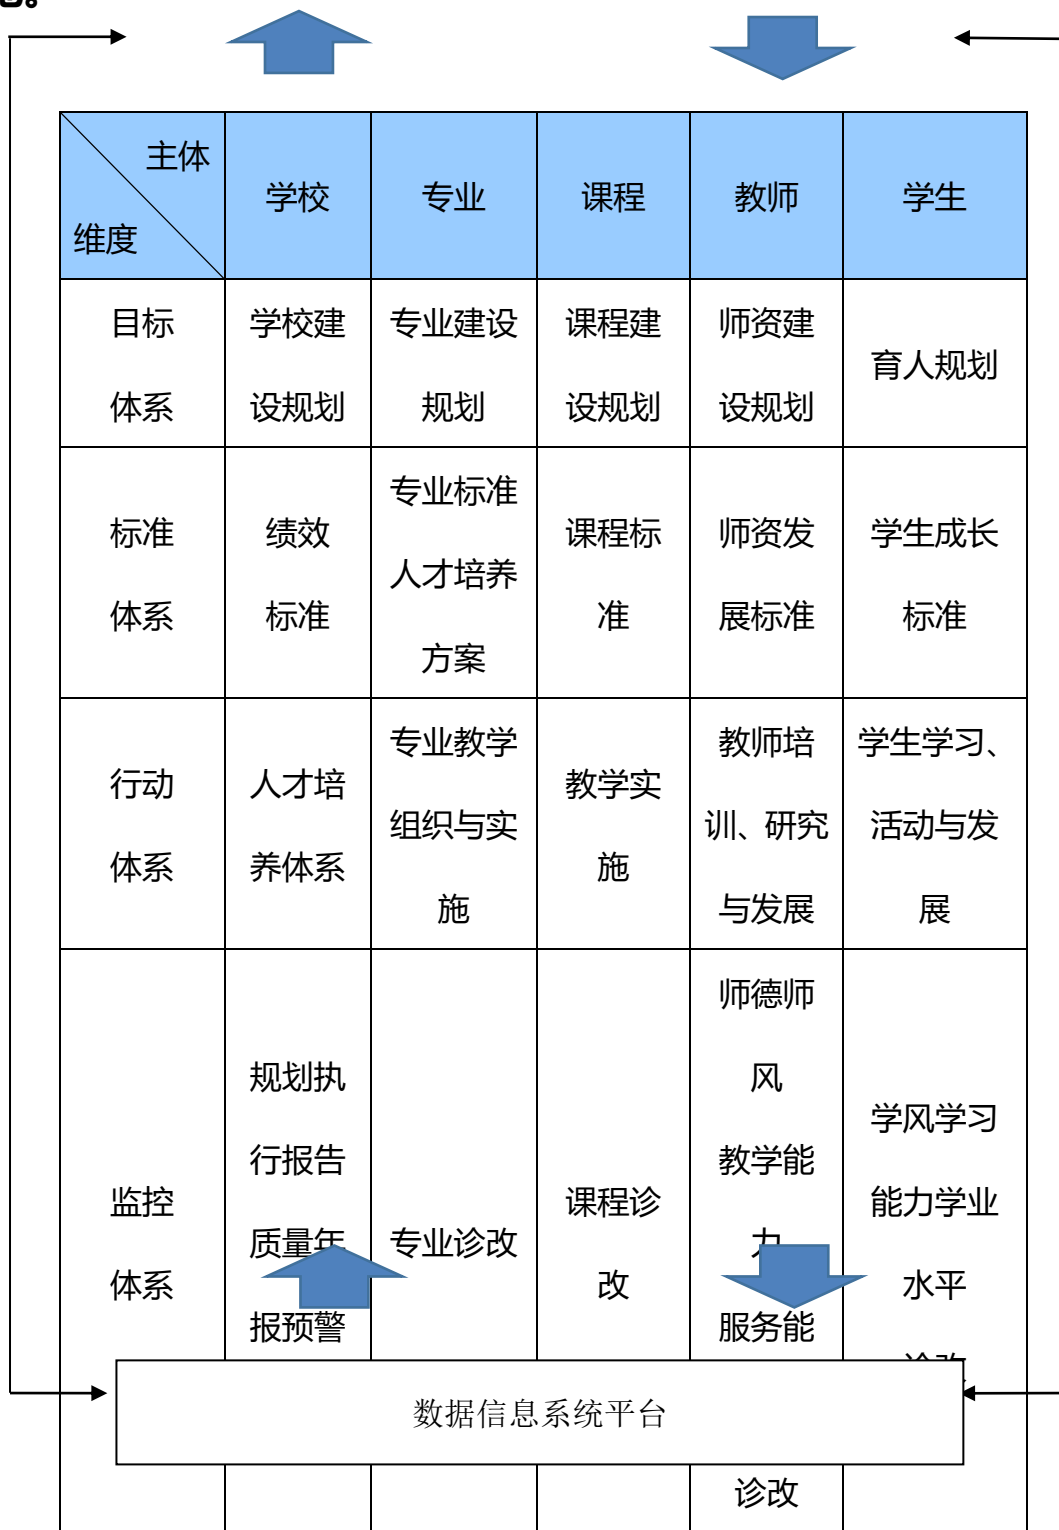 主体
维度
学校
专业
课程
教师
学生
目标
体系
学校建
设规划
专业建设
规划
课程建
设规划
师资建
设规划
育人规划
标准
体系
绩效
标准
专业标准
人才培养
方案
课程标
准
师资发
展标准
学生成长
标准
行动
体系
人才培
养体系
专业教学
组织与实
施
教学实
施
教师培
训、研究
与发展
学生学习、
活动与发
展
监控
体系
规划执
行报告
质量年
报预警
专业诊改
课程诊
改
师德师
风
教学能
力
服务能
诊改
学风学习
能力学业
水平
诊改
数据信息系统平台